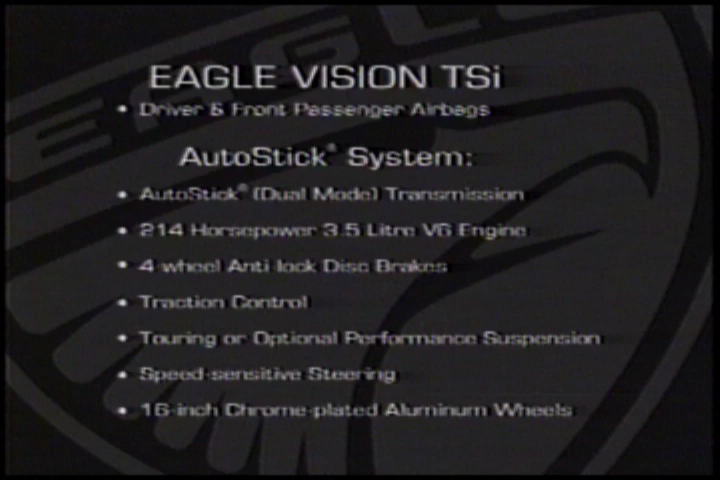 EAGLE
EAGLE VISION TSi
• Driver & Front Passenger Airbags
AutoStick® System:
• AutoStick® (Dual Mode) Transmission
• 214 Horsepower 3.5 Litre V6 Engine
• 4-wheel Anti-lock Disc Brakes
• Traction Control
• Touring or Optional Performance Suspension
• Speed-sensitive Steering
• 16-inch Chrome-plated Aluminum Wheels